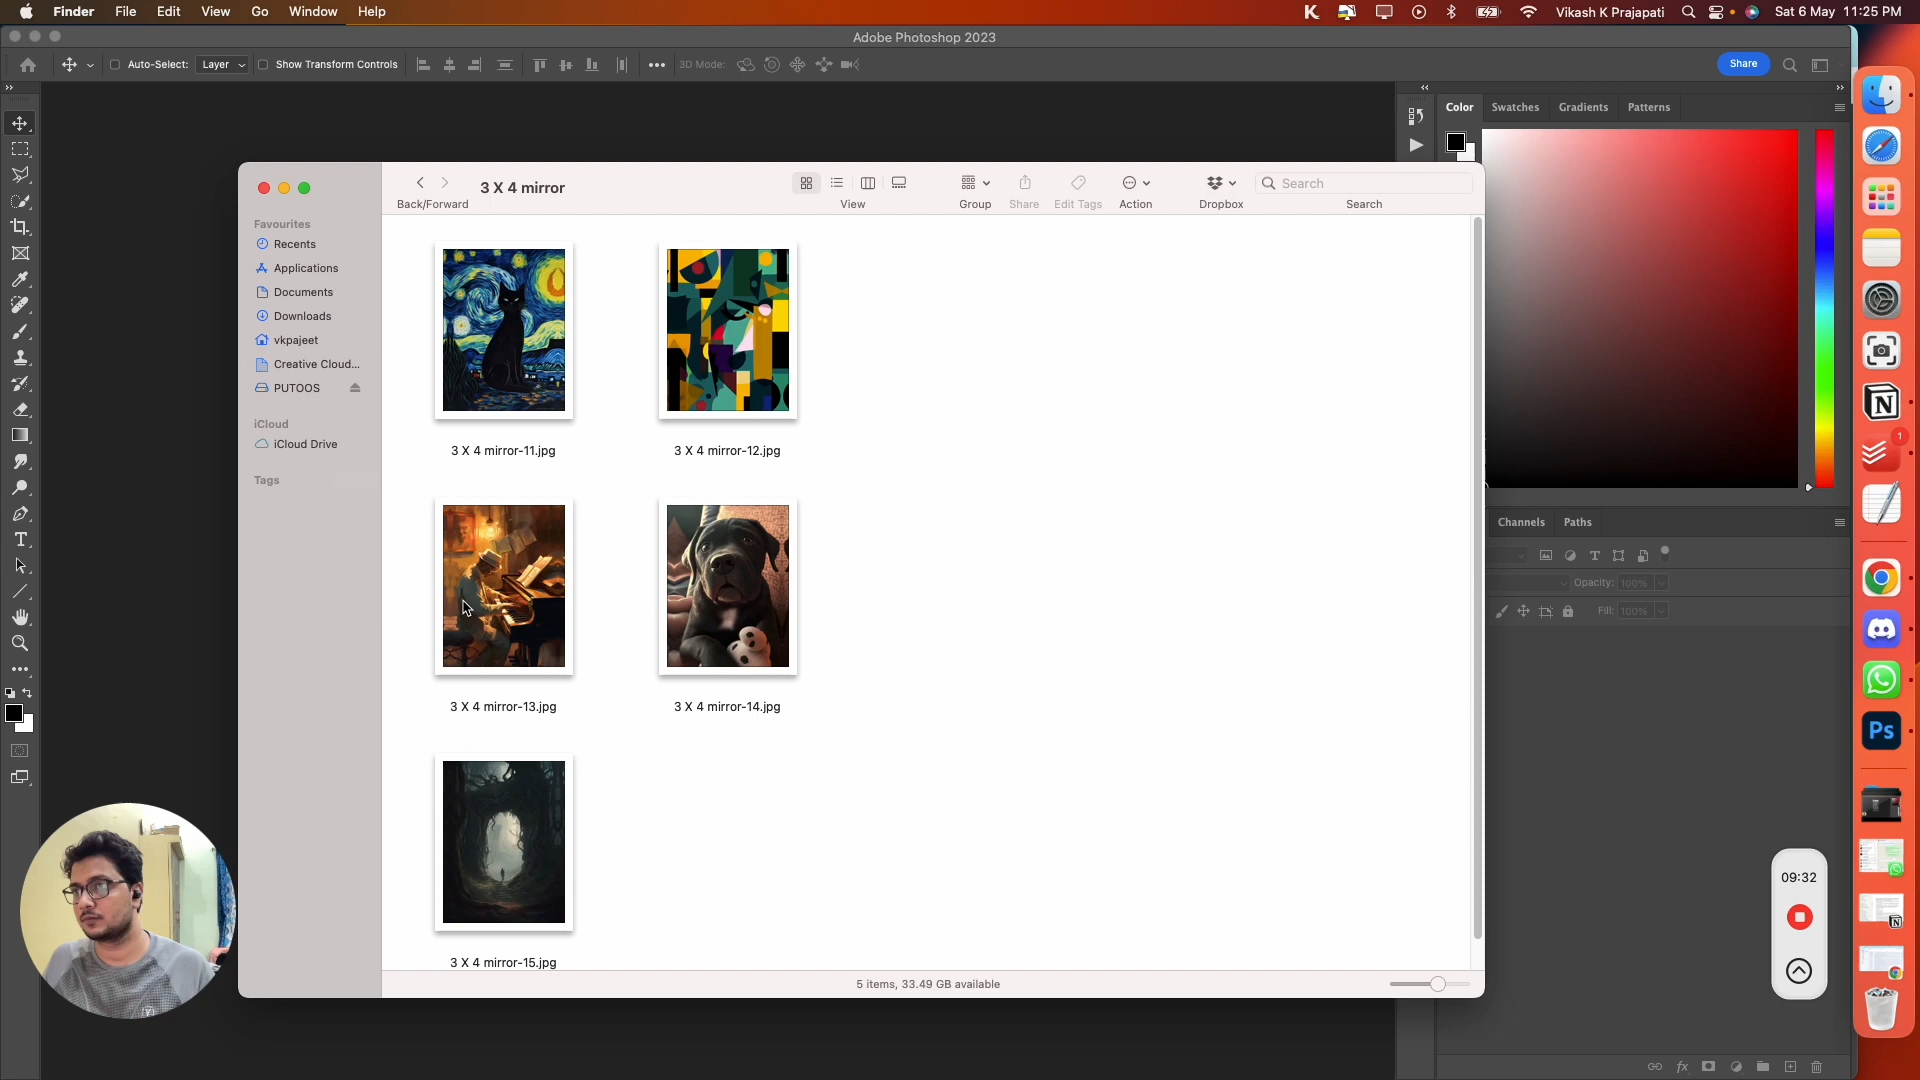 Finder File Edit View Go Window Help
Vikash K Prajapati Sat 6 May 11:25 PM
Adobe Photoshop 2023
Auto-Select: Layer Show Transform Controls 3D Mode: Share
Color Swatches Gradients Patterns
3 X 4 mirror
Back/Forward View Group Share Edit Tags Action Dropbox Search
Search
Favourites
Recents
Applications
Documents
Downloads
vkpajeet
Creative Cloud...
PUTOOS
iCloud
iCloud Drive
Tags
3 X 4 mirror-11.jpg 3 X 4 mirror-12.jpg
3 X 4 mirror-13.jpg 3 X 4 mirror-14.jpg
3 X 4 mirror-15.jpg
5 items, 33.49 GB available
Channels Paths
Opacity: 100%
Fill: 100%
1
Ps
09:32